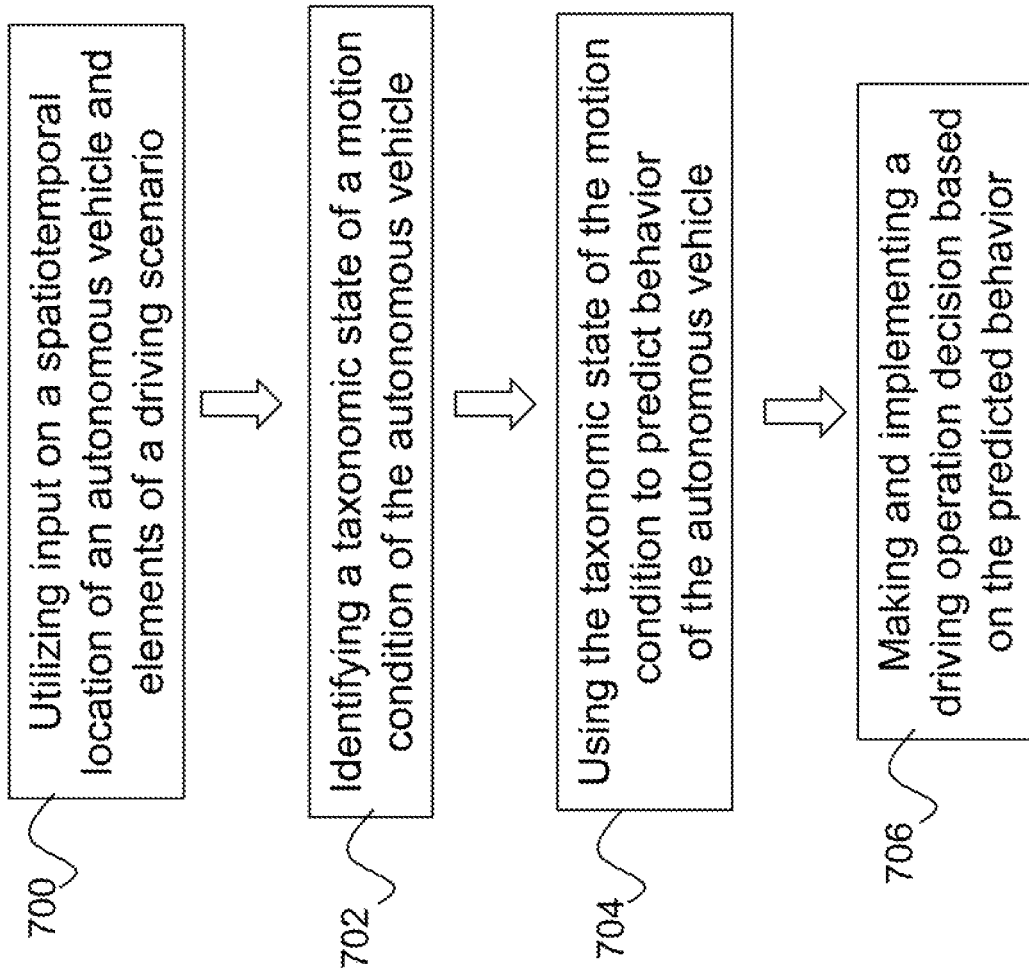 700
Utilizing input on a spatiotemporal
location of an autonomous vehicle and
elements of a driving scenario
702
Identifying a taxonomic state of a motion
condition of the autonomous vehicle
704
Using the taxonomic state of the motion
condition to predict behavior
of the autonomous vehicle
706
Making and implementing a
driving operation decision based
on the predicted behavior